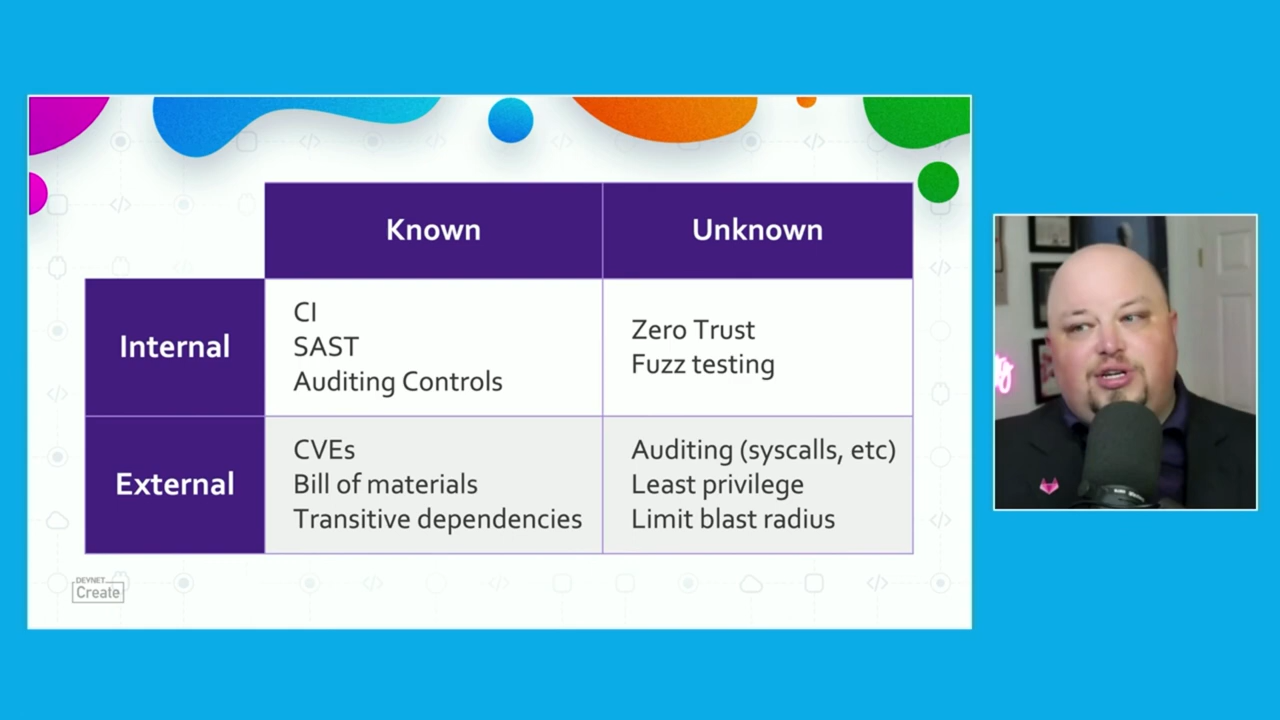 Known
Unknown
Internal
CI
SAST
Auditing Controls
Zero Trust
Fuzz testing
External
CVEs
Bill of materials
Transitive dependencies
Auditing (syscalls, etc)
Least privilege
Limit blast radius
DEVNET
Create